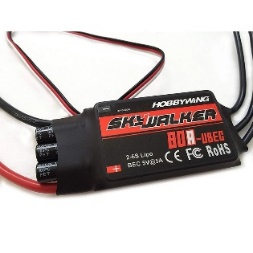 HOBBYWING
SKYWALKER
80A-UBEC
2-6S Lipo
BEC 5V@5A
CE FC RoHS